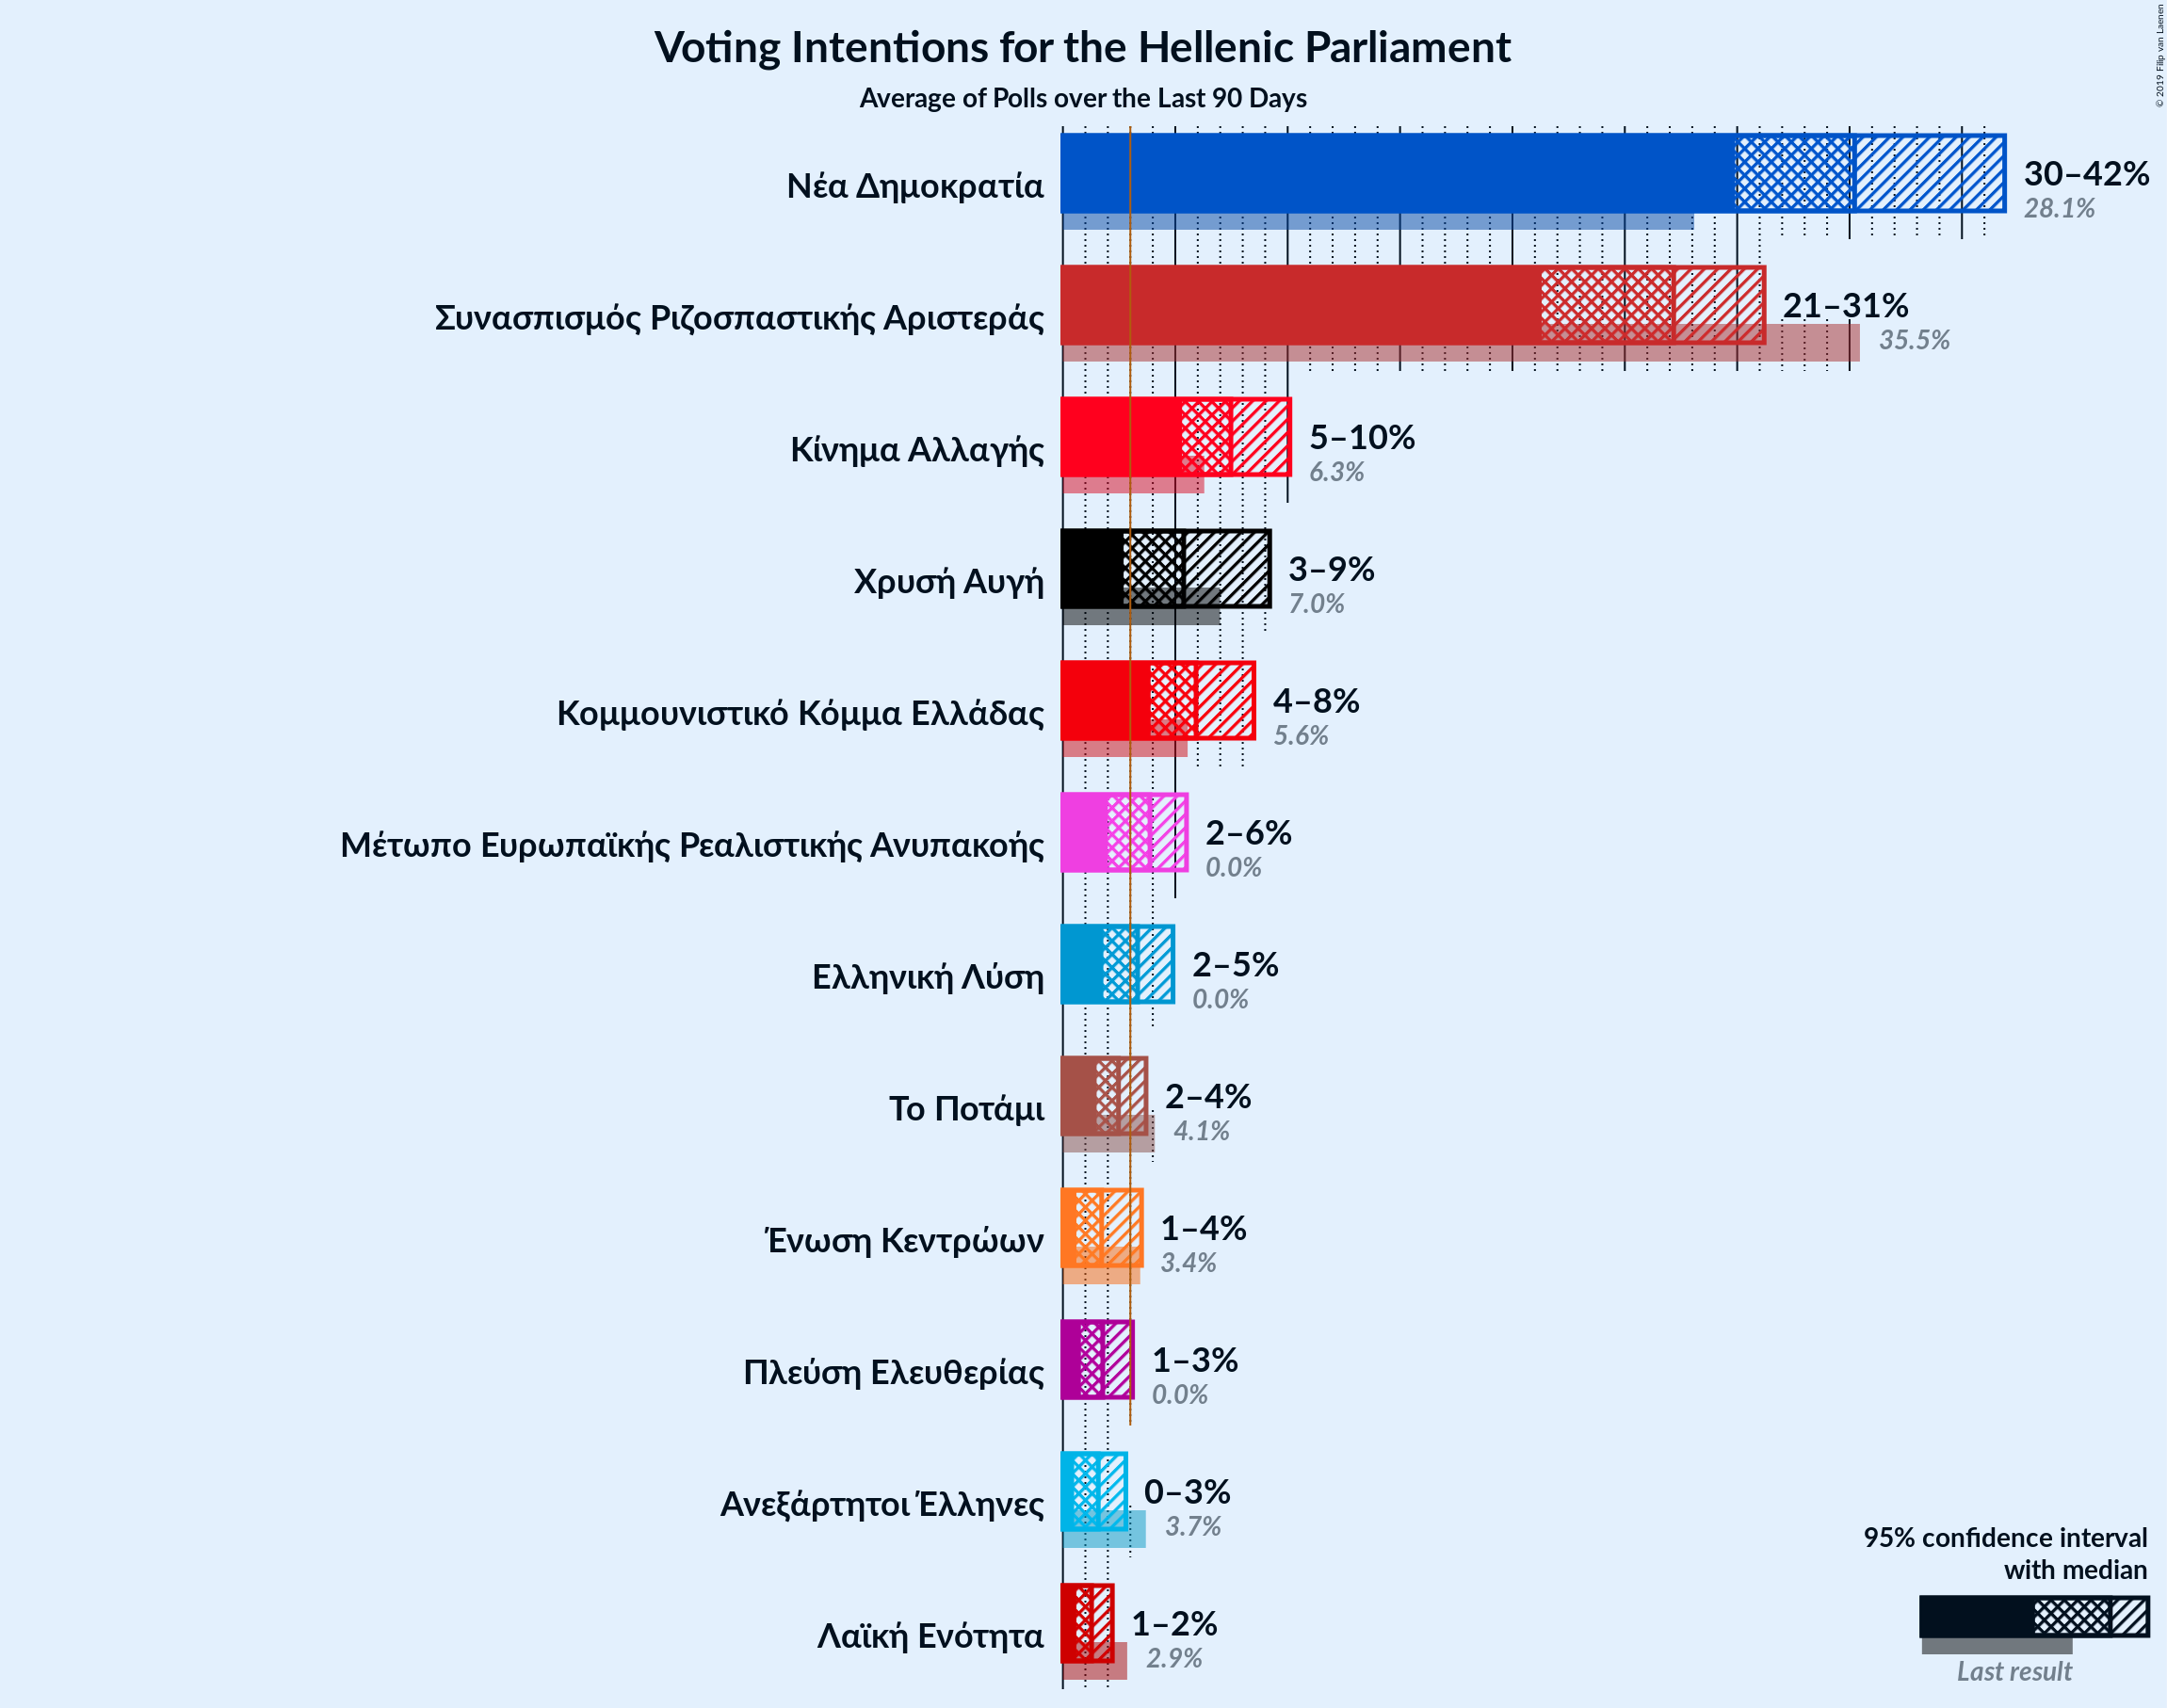 Voting Intentions for the Hellenic Parliament
Average of Polls over the Last 90 Days
© 2019 Filip van Laenen
Νέα Δημοκρατία
30–42%
28.1%
Συνασπισμός Ριζοσπαστικής Αριστεράς
21–31%
35.5%
Κίνημα Αλλαγής
5–10%
6.3%
Χρυσή Αυγή
3–9%
7.0%
Κομμουνιστικό Κόμμα Ελλάδας
4–8%
5.6%
Μέτωπο Ευρωπαϊκής Ρεαλιστικής Ανυπακοής
2–6%
0.0%
Ελληνική Λύση
2–5%
0.0%
Το Ποτάμι
2–4%
4.1%
Ένωση Κεντρώων
1–4%
3.4%
Πλεύση Ελευθερίας
1–3%
0.0%
Ανεξάρτητοι Έλληνες
0–3%
3.7%
Λαϊκή Ενότητα
1–2%
2.9%
95% confidence interval
with median
Last result